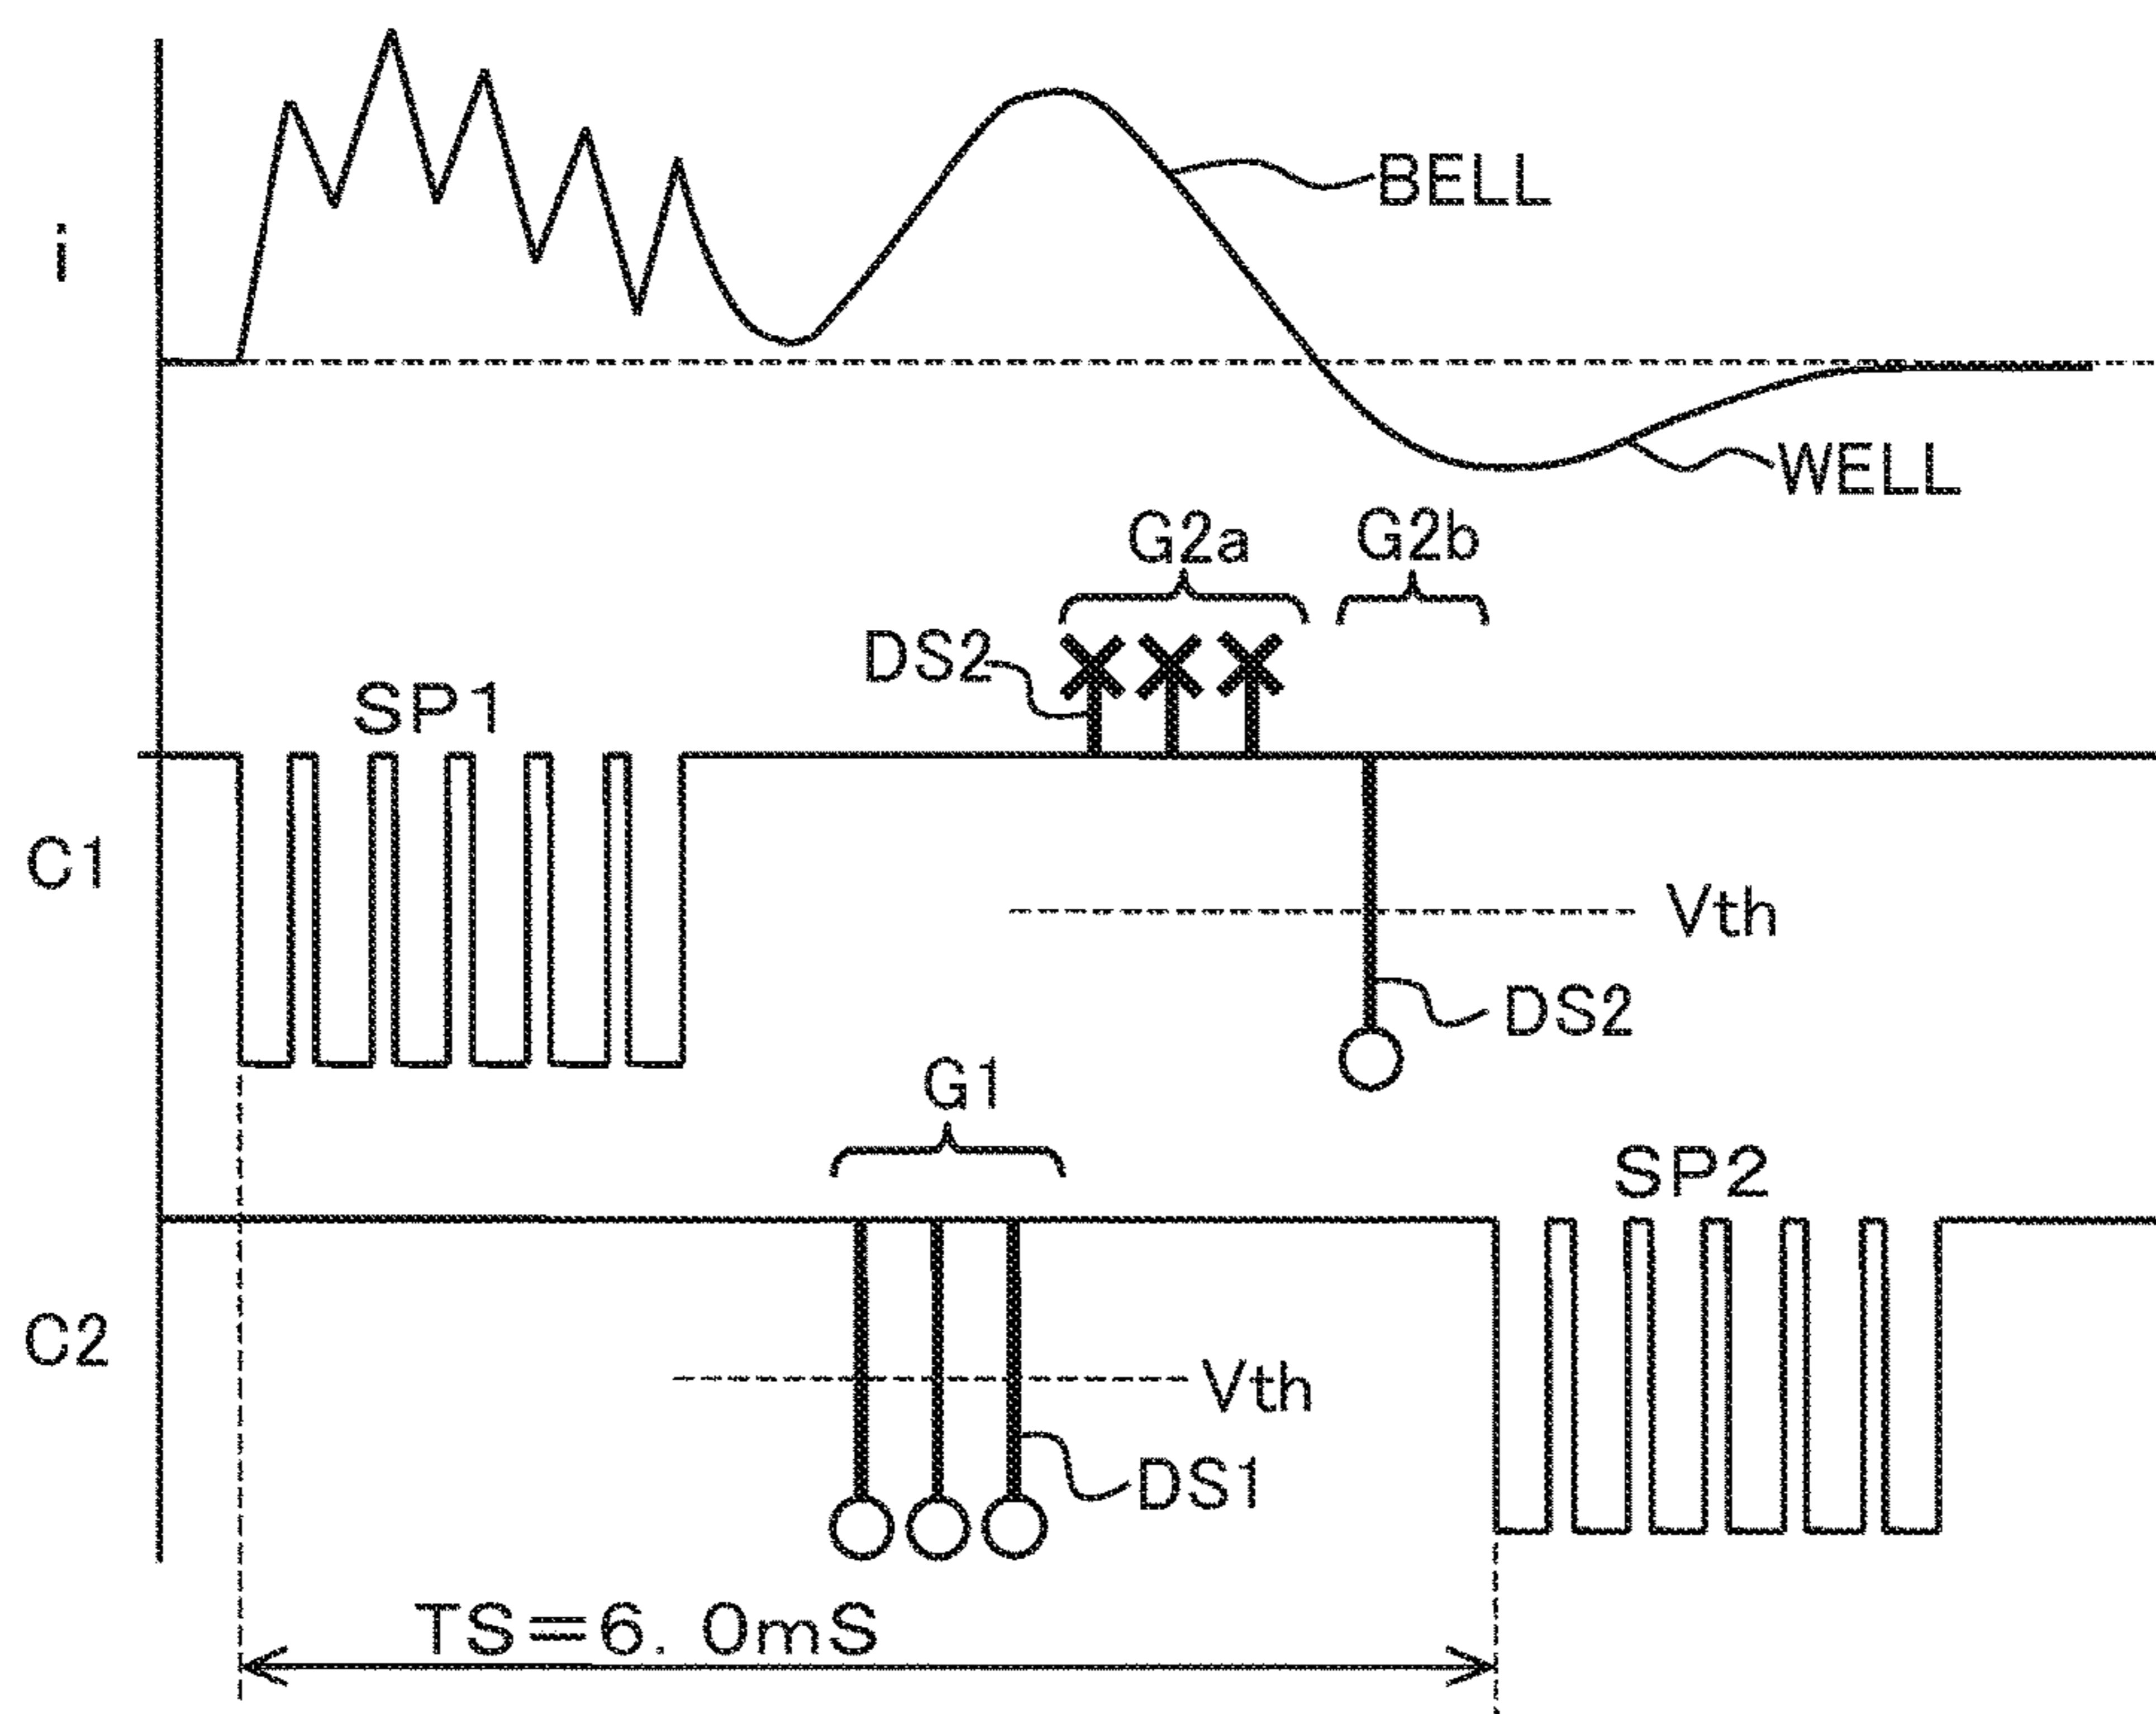 i
BELL
WELL
G2a
G2b
DS2
SP1
C1
Vth
DS2
G1
SP2
C2
Vth
DS1
TS=6. 0mS